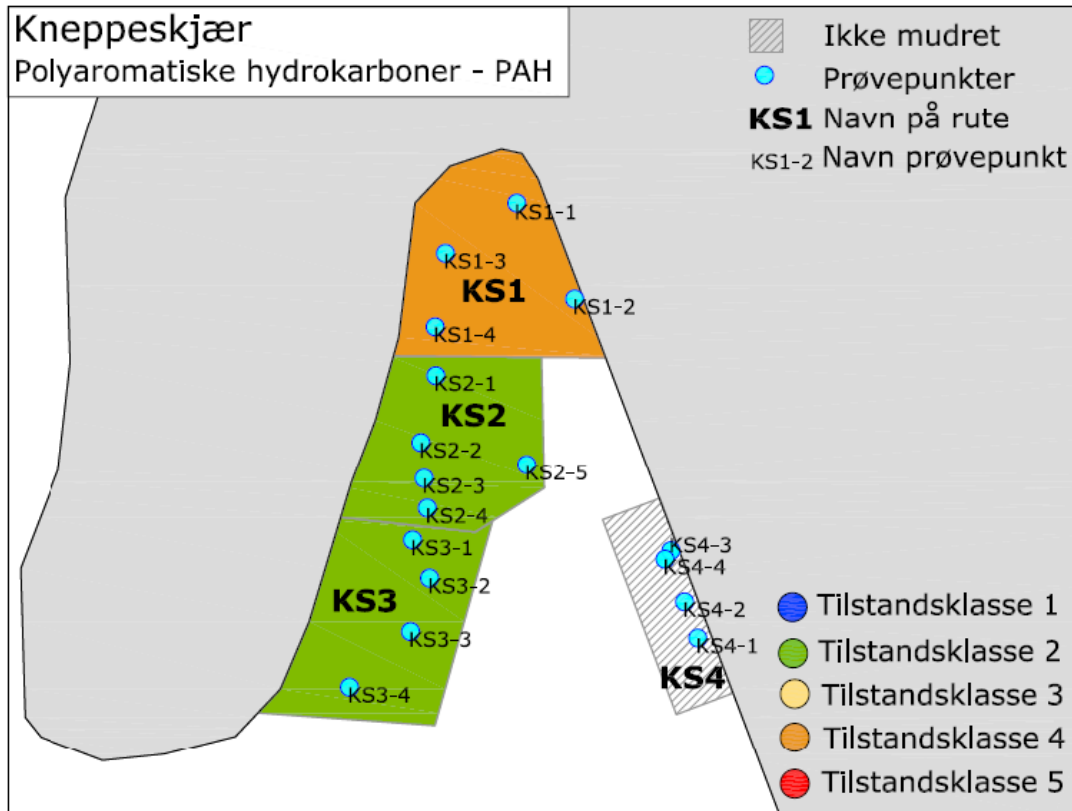 Kneppeskjær
Polyaromatiske hydrokarboner - PAH
Ikke mudret
Prøvepunkter
KS1 Navn på rute
KS1-2 Navn prøvepunkt
KS1-1
KS1-3
KS1
KS1-2
KS1-4
KS2-1
KS2
KS2-2
KS2-5
KS2-3
KS2-4
KS3-1
KS3-2
KS3
KS3-3
KS3-4
KS4-3
KS4-4
KS4-2
KS4-1
KS4
Tilstandsklasse 1
Tilstandsklasse 2
Tilstandsklasse 3
Tilstandsklasse 4
Tilstandsklasse 5